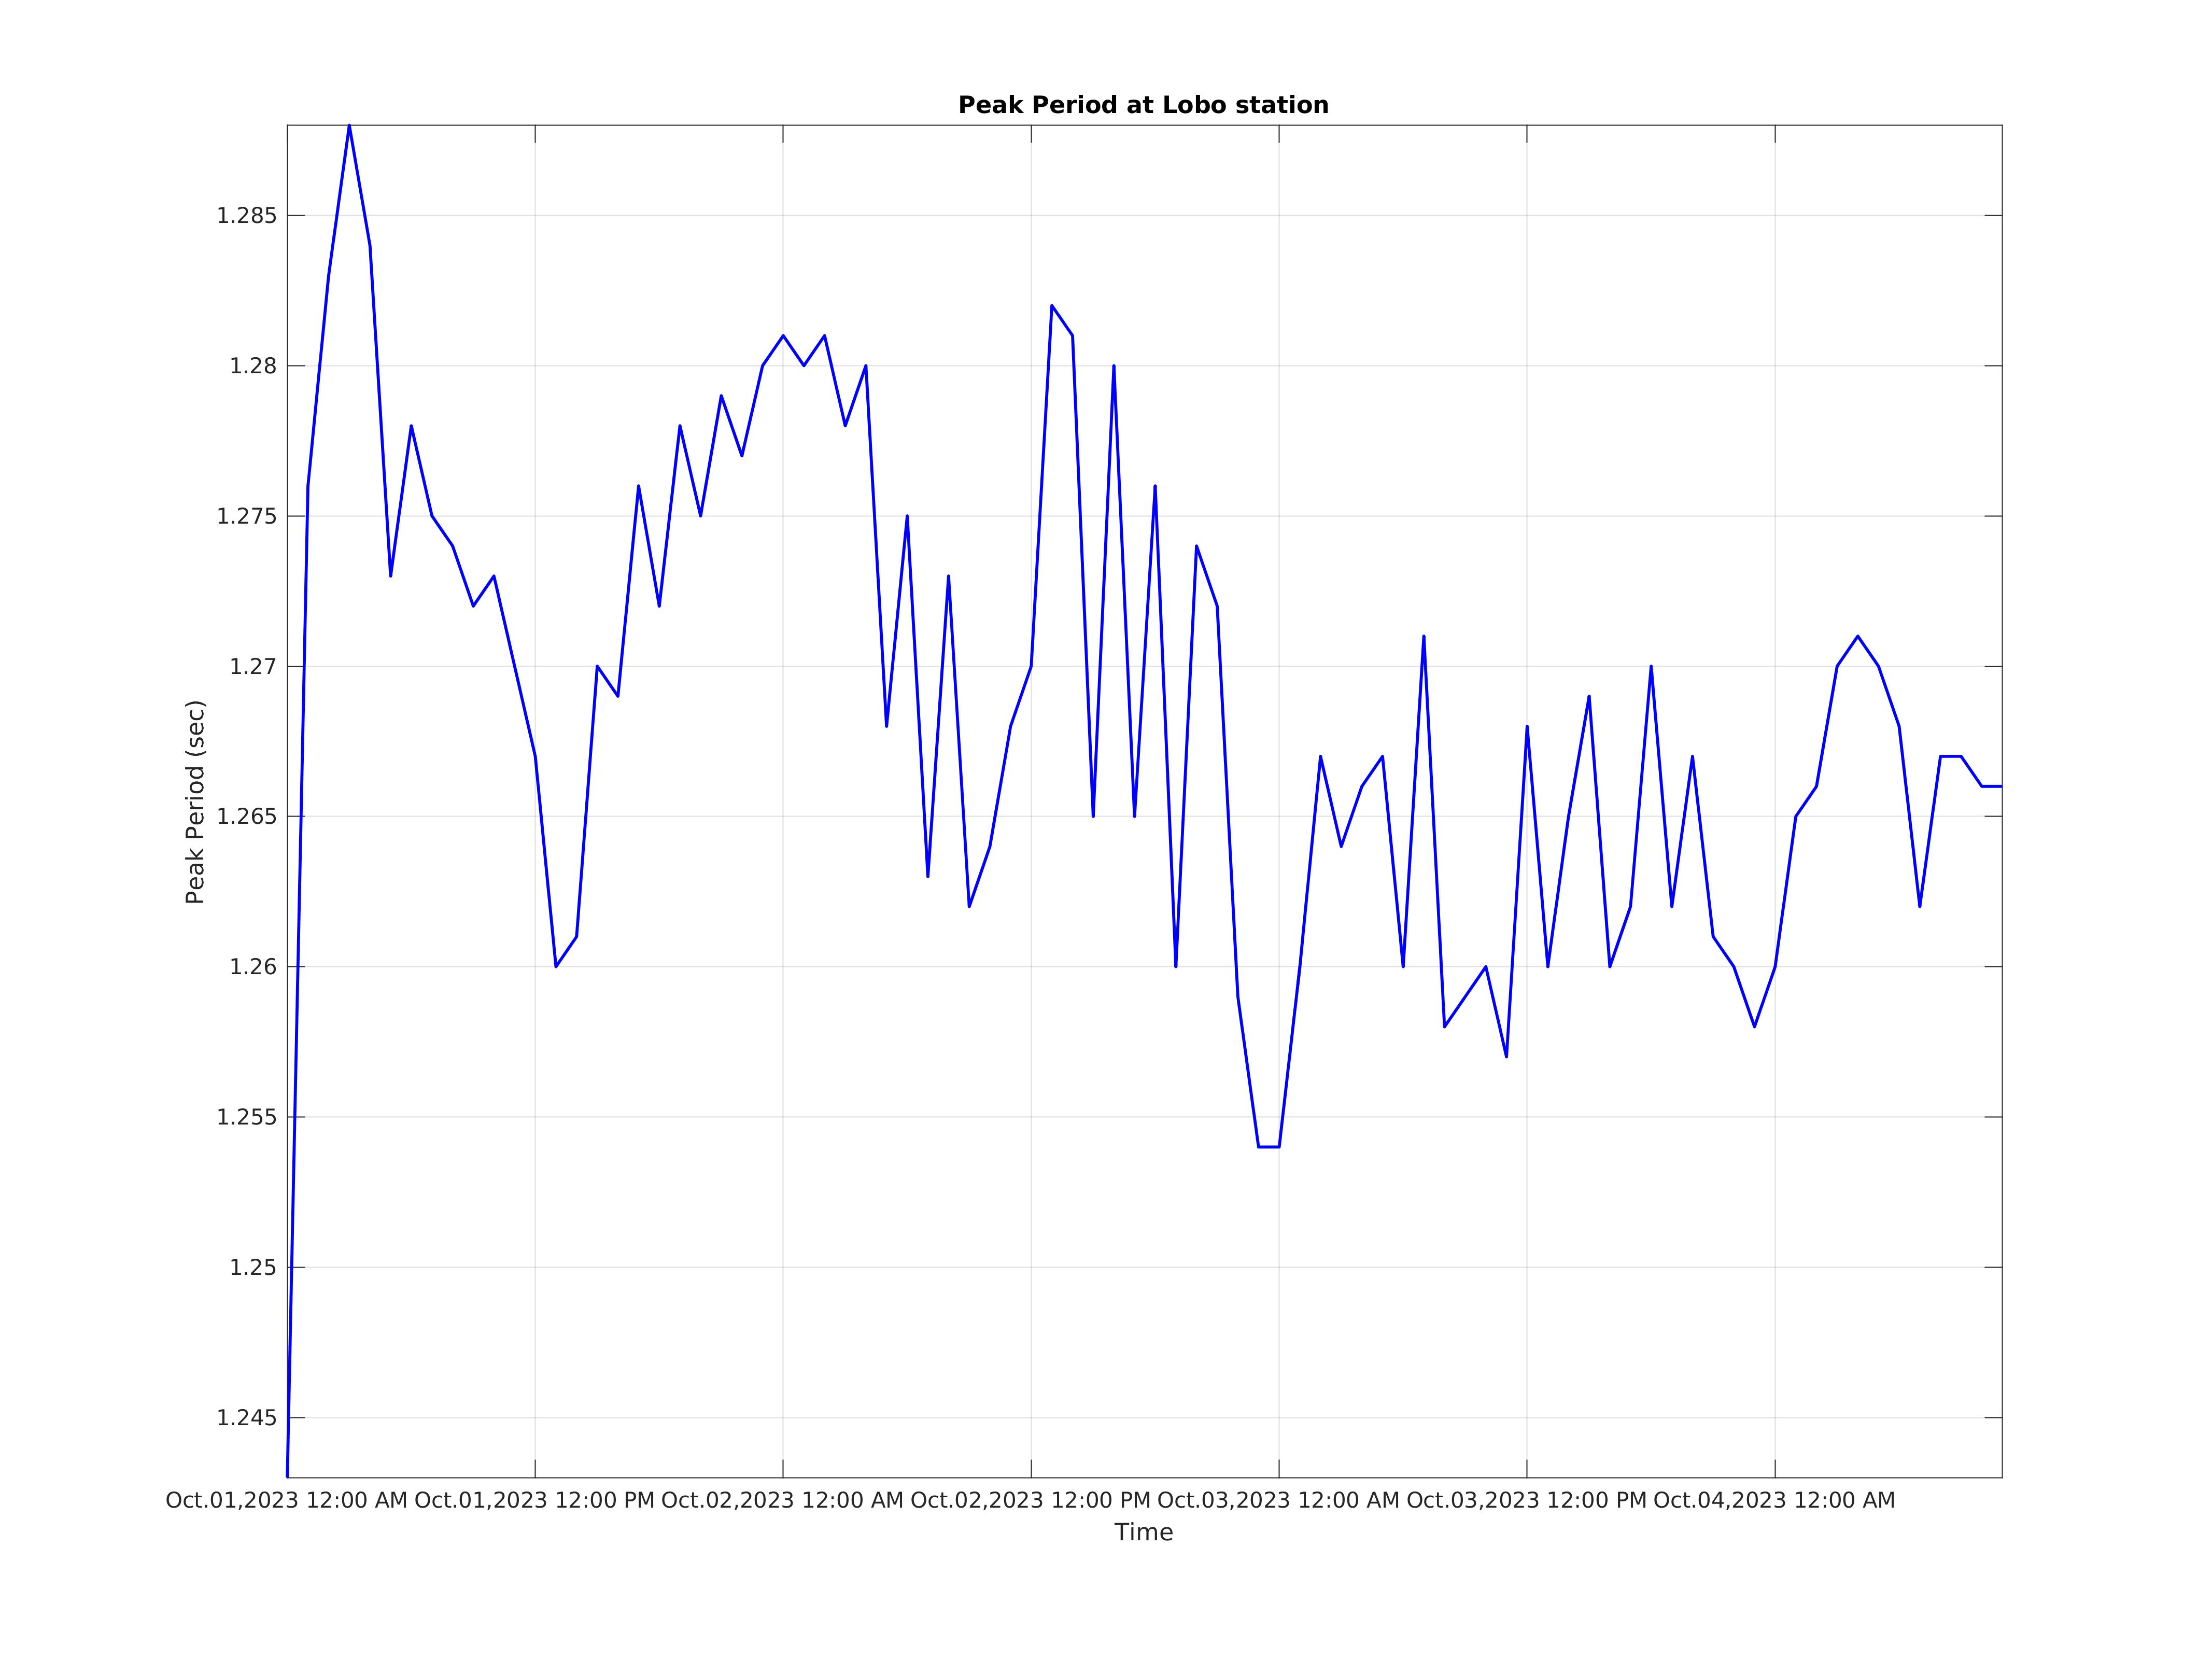 Peak Period at Lobo station
1.285
1.28
1.275
1.27
1.265
1.26
1.255
1.25
1.245
Peak Period (sec)
Oct.01,2023 12:00 AM Oct.01,2023 12:00 PM Oct.02,2023 12:00 AM Oct.02,2023 12:00 PM Oct.03,2023 12:00 AM Oct.03,2023 12:00 PM Oct.04,2023 12:00 AM
Time